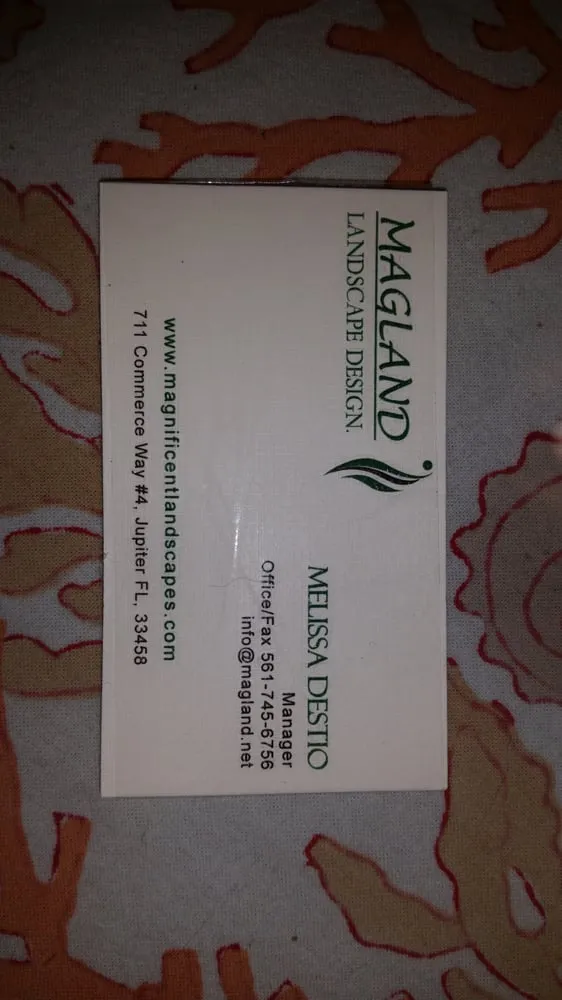 MAGLAND
LANDSCAPE DESIGN.
MELISSA DESTIO
Manager
Office/Fax 561-745-6756
info@magland.net
www.magnificentlandscapes.com
711 Commerce Way #4, Jupiter FL, 33458